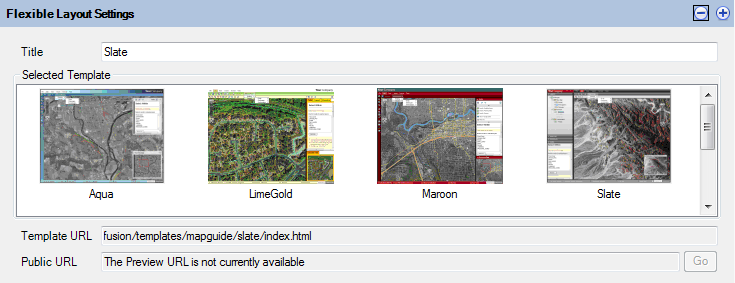 Flexible Layout Settings
Title Slate
Selected Template
Aqua LimeGold Maroon Slate
Template URL fusion/templates/mapguide/slate/index.html
Public URL The Preview URL is not currently available Go